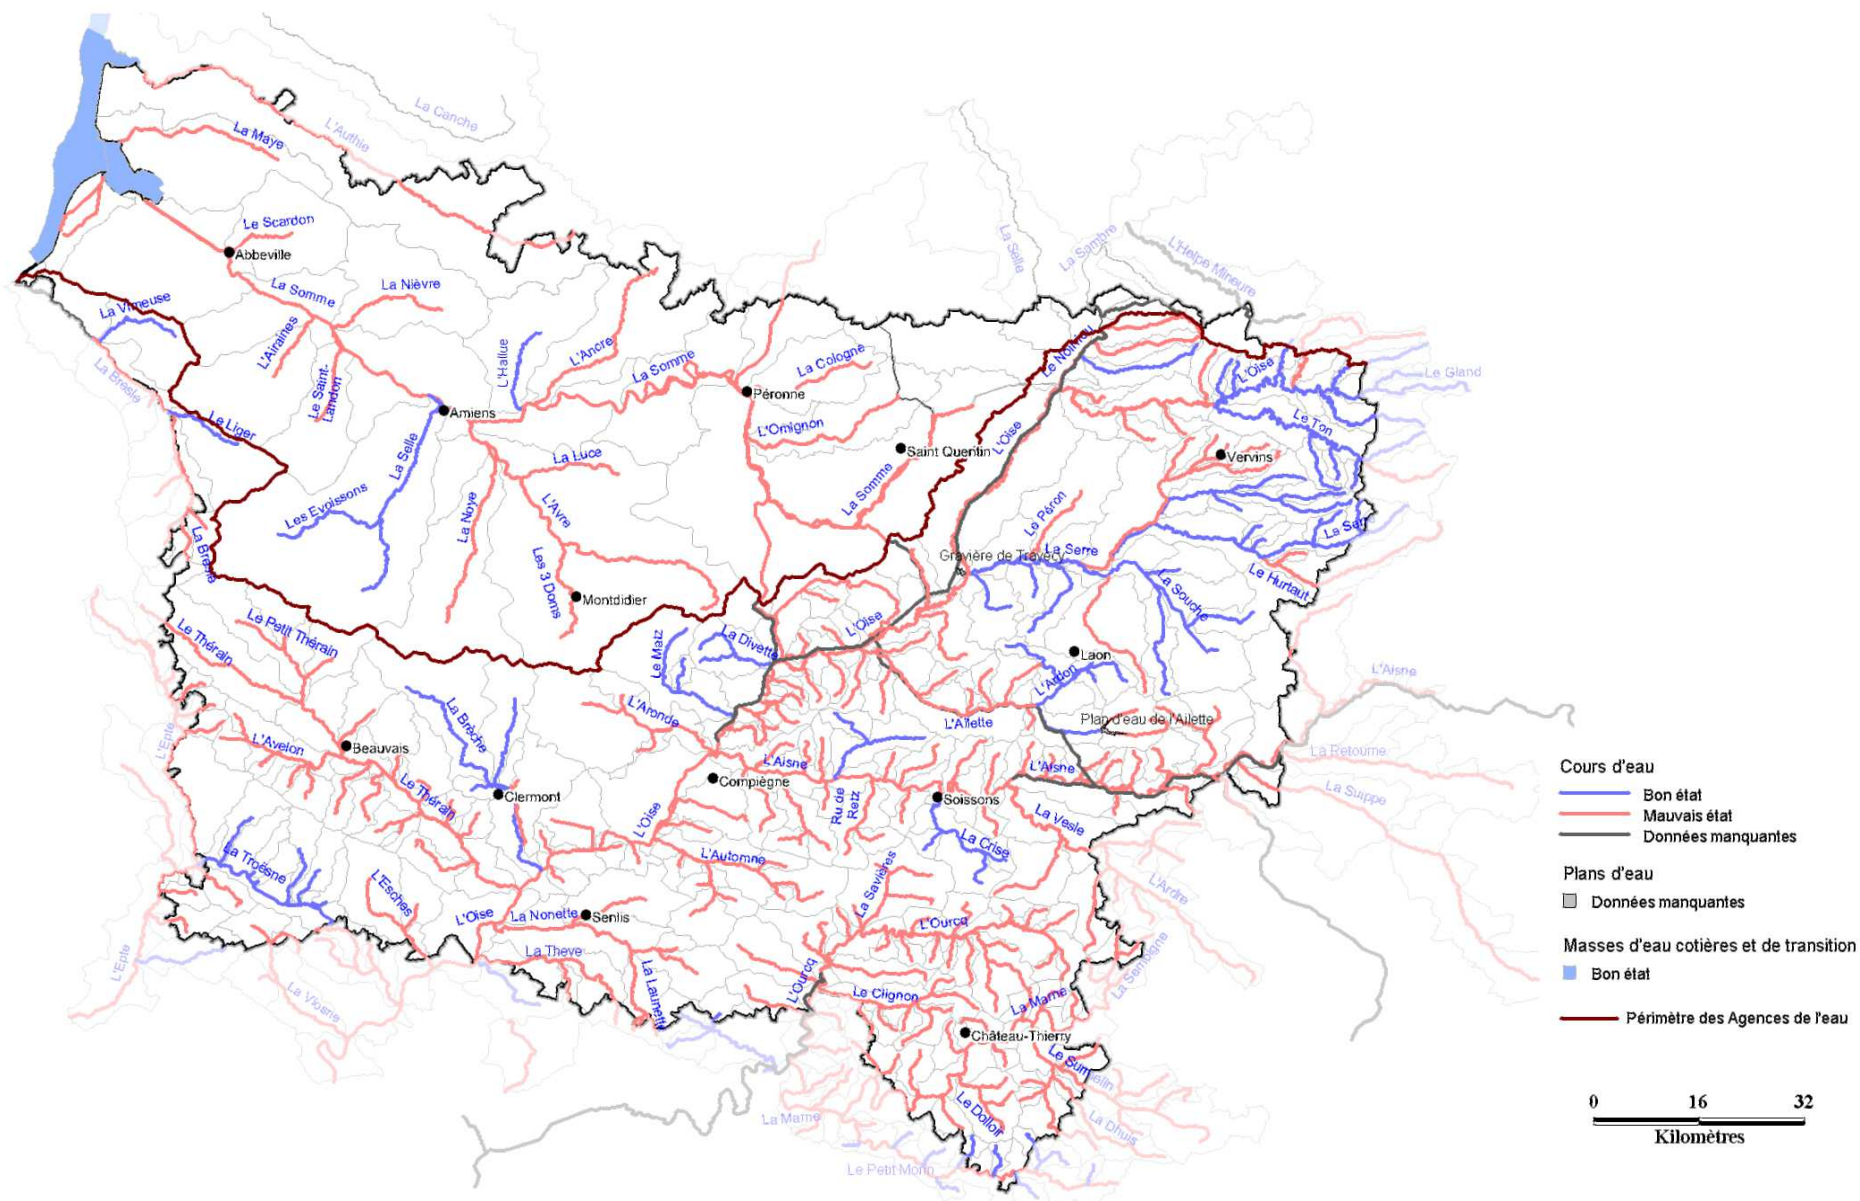 La Canche
L'Authie
La Maye
Le Scardon
Abbeville
La Selle
La Sambre
L'Helpe Mineure
La Nièvre
La Somme
La Vimeuse
L'Airaines
Le Saint-
Landon
L'Hallue
L'Ancre
La Somme
La Cologne
Le Noirrieu
L'Oise
Le Gland
La Bresle
Amiens
Péronne
Le Liger
L'Omignon
Le Ton
La Selle
La Luce
Saint Quentin
L'Oise
Vervins
Les Evoissons
La Noye
L'Avre
La Somme
Le Péron
La Serre
La Bresle
Les 3 Doms
Gravière de Travecy
La Serre
Le Hurtaut
La Souche
Montdidier
Le Petit Thérain
Le Thérain
L'Oise
Le Matz
La Divette
Laon
L'Ardon
L'Aisne
L'Epte
L'Avelon
Beauvais
La Brèche
L'Aronde
L'Ailette
Plan d'eau de l'Ailette
La Retourne
Le Thérain
Clermont
L'Aisne
Compiègne
L'Aisne
La Suippe
L'Oise
Ru de
Retz
Soissons
La Vesle
La Crise
La Troësne
L'Esches
L'Automne
La Savières
L'Ardre
L'Oise
La Nonette
Senlis
L'Ourcq
La Theve
La Launette
L'Ourcq
Le Clignon
La Marne
La Semoigne
L'Epte
La Viosne
Château-Thierry
Le Surmelin
Le Dolloir
La Dhuis
La Marne
Le Petit Morin
Cours d'eau
Bon état
Mauvais état
Données manquantes
Plans d'eau
Données manquantes
Masses d'eau cotières et de transition
Bon état
Périmètre des Agences de l'eau
0 16 32
Kilomètres